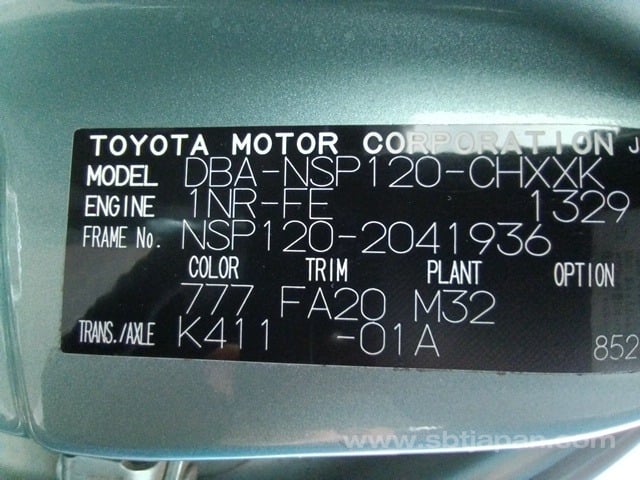 TOYOTA MOTOR CORPORATION J
MODEL DBA-NSP120-CHXXK
ENGINE 1NR-FE 1329
FRAME No. NSP120-2041936
COLOR TRIM PLANT OPTION
777 FA20 M32
TRANS./AXLE K411 -01A 852
www.sbtjapan.com